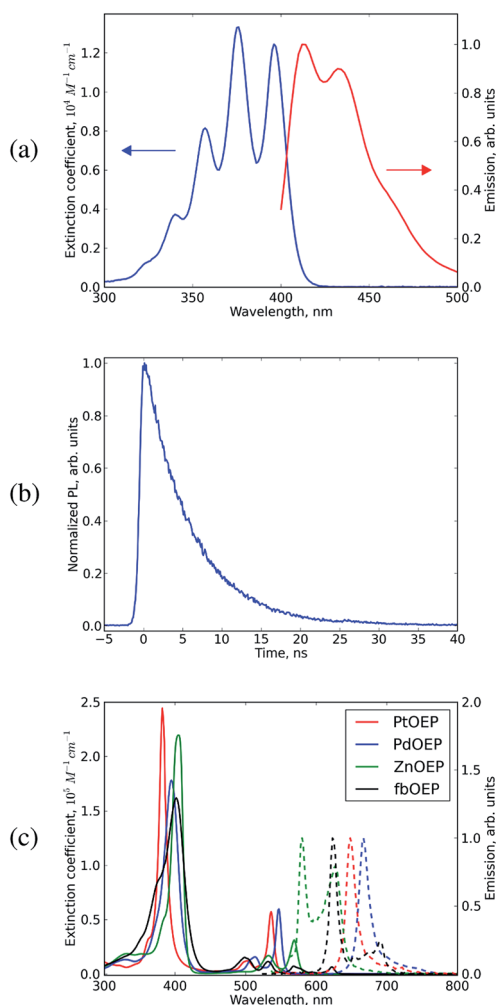 (a)
Extinction coefficient, 10^4 M^-1 cm^-1
1.2
1.0
0.8
0.6
0.4
0.2
0.0
1.0
0.8
0.6
0.4
0.2
0.0
Emission, arb. units
300 350 400 450 500
Wavelength, nm
(b)
Normalized PL, arb. units
1.0
0.8
0.6
0.4
0.2
0.0
−5 0 5 10 15 20 25 30 35 40
Time, ns
(c)
Extinction coefficient, 10^5 M^-1 cm^-1
2.5
2.0
1.5
1.0
0.5
0.0
PtOEP
PdOEP
ZnOEP
fbOEP
2.0
1.5
1.0
0.5
0.0
Emission, arb. units
300 400 500 600 700 800
Wavelength, nm